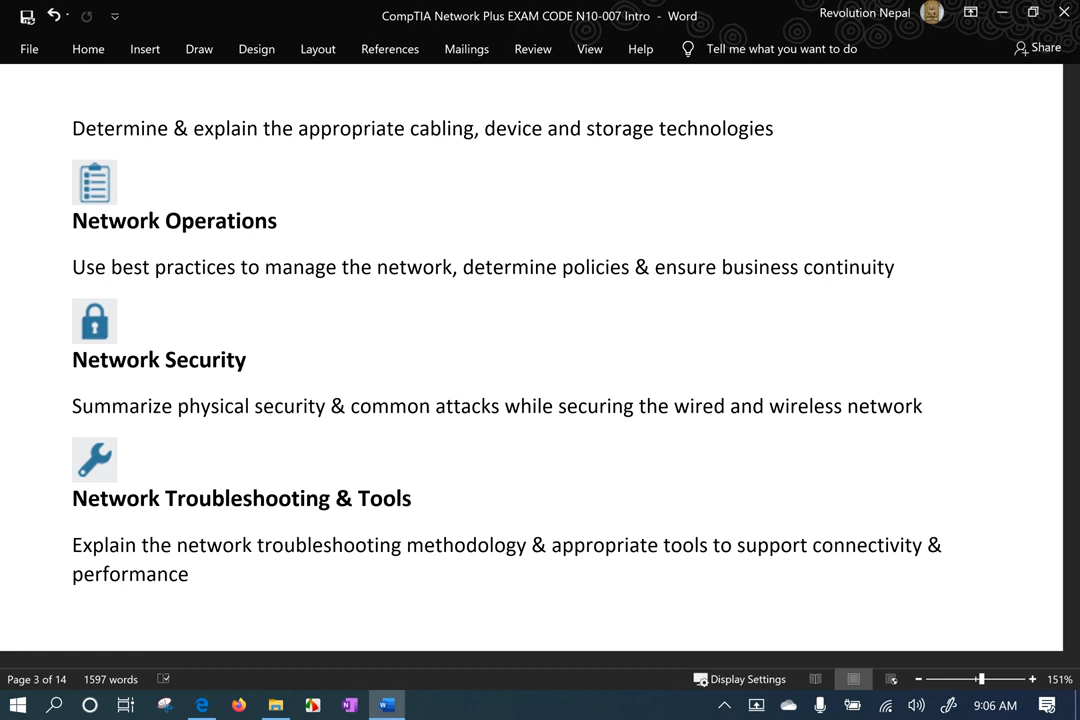 CompTIA Network Plus EXAM CODE N10-007 Intro - Word
Revolution Nepal
File Home Insert Draw Design Layout References Mailings Review View Help Tell me what you want to do Share
Determine & explain the appropriate cabling, device and storage technologies
Network Operations
Use best practices to manage the network, determine policies & ensure business continuity
Network Security
Summarize physical security & common attacks while securing the wired and wireless network
Network Troubleshooting & Tools
Explain the network troubleshooting methodology & appropriate tools to support connectivity &
performance
Page 3 of 14 1597 words Display Settings 151%
9:06 AM